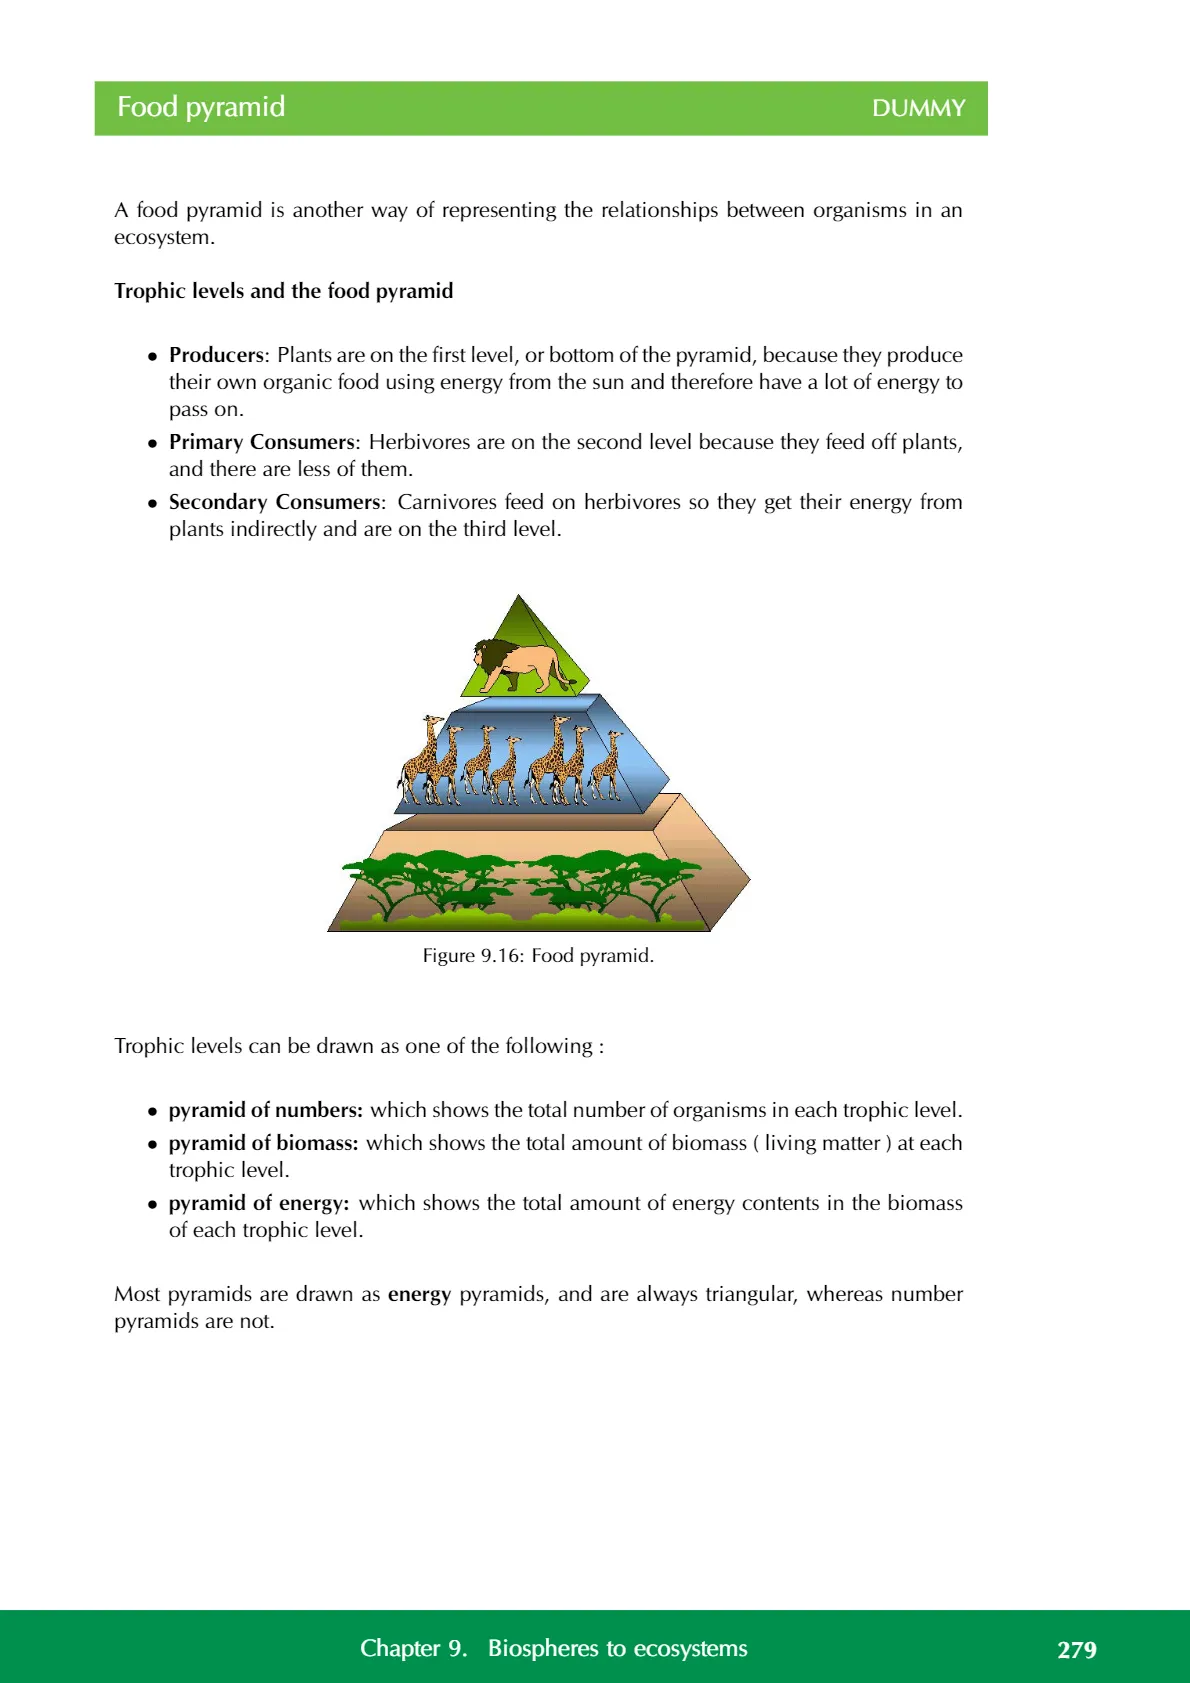 Food pyramid DUMMY
A food pyramid is another way of representing the relationships between organisms in an
ecosystem.
Trophic levels and the food pyramid
• Producers: Plants are on the first level, or bottom of the pyramid, because they produce
their own organic food using energy from the sun and therefore have a lot of energy to
pass on.
• Primary Consumers: Herbivores are on the second level because they feed off plants,
and there are less of them.
• Secondary Consumers: Carnivores feed on herbivores so they get their energy from
plants indirectly and are on the third level.
Figure 9.16: Food pyramid.
Trophic levels can be drawn as one of the following :
• pyramid of numbers: which shows the total number of organisms in each trophic level.
• pyramid of biomass: which shows the total amount of biomass ( living matter ) at each
trophic level.
• pyramid of energy: which shows the total amount of energy contents in the biomass
of each trophic level.
Most pyramids are drawn as energy pyramids, and are always triangular, whereas number
pyramids are not.
Chapter 9. Biospheres to ecosystems 279